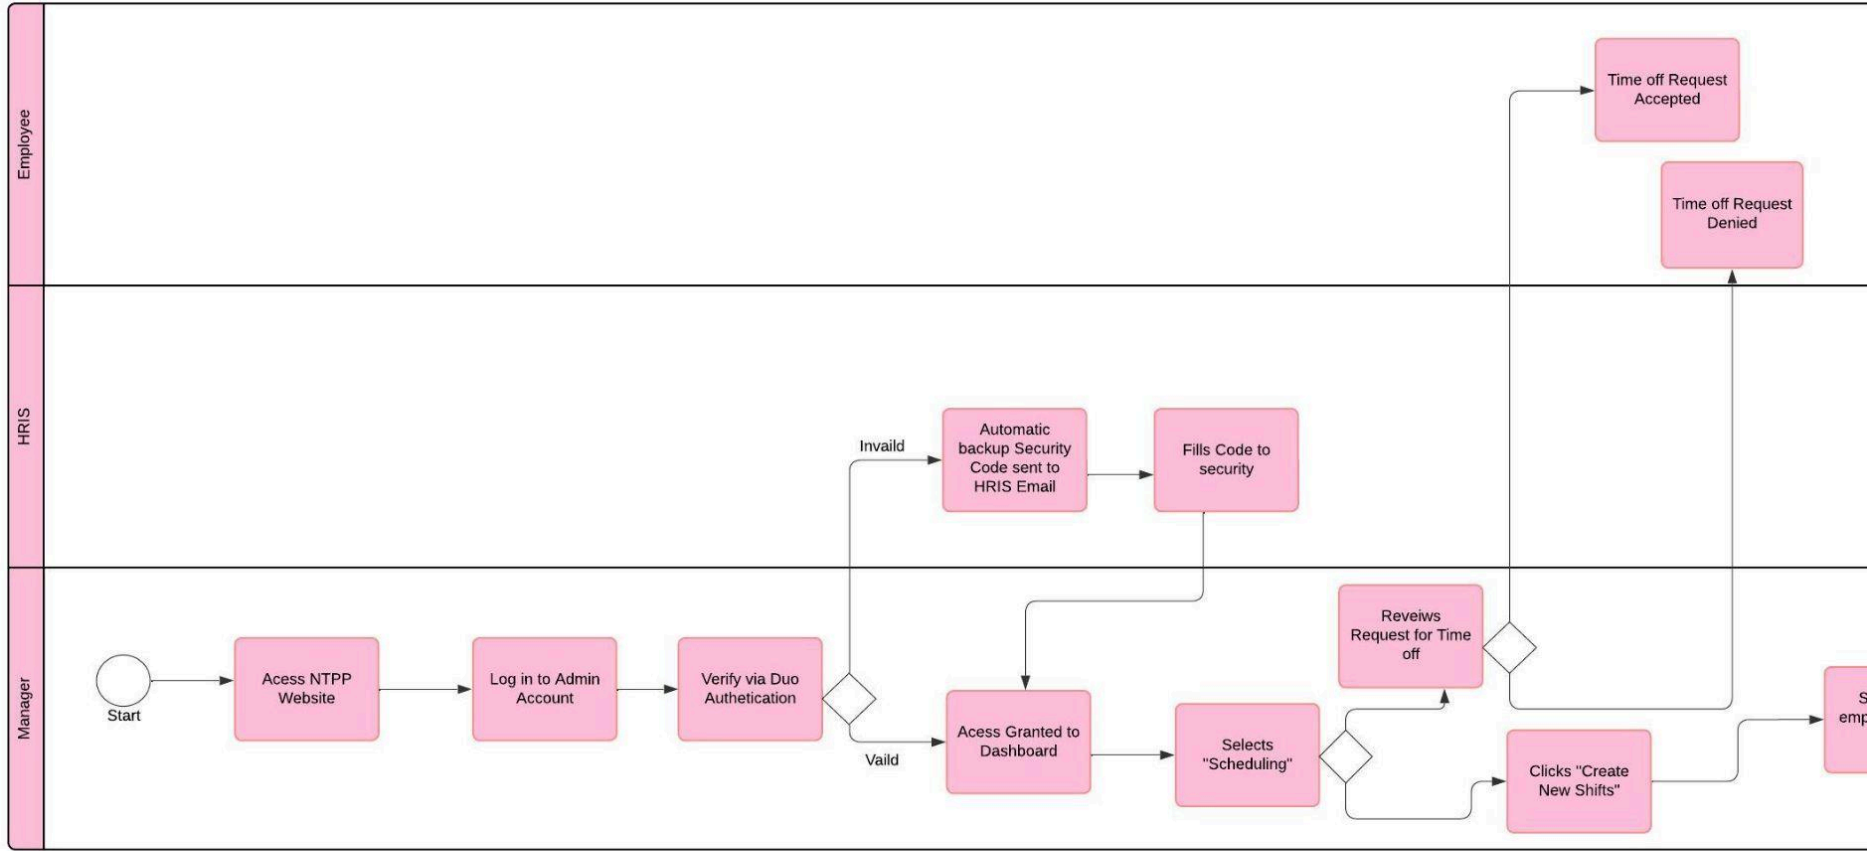 Employee
Time off Request
Accepted
Time off Request
Denied
HRIS
Invaild
Automatic
backup Security
Code sent to
HRIS Email
Fills Code to
security
Manager
Start
Acess NTPP
Website
Log in to Admin
Account
Verify via Duo
Authetication
Vaild
Acess Granted to
Dashboard
Selects
"Scheduling"
Reveiws
Request for Time
off
Clicks "Create
New Shifts"